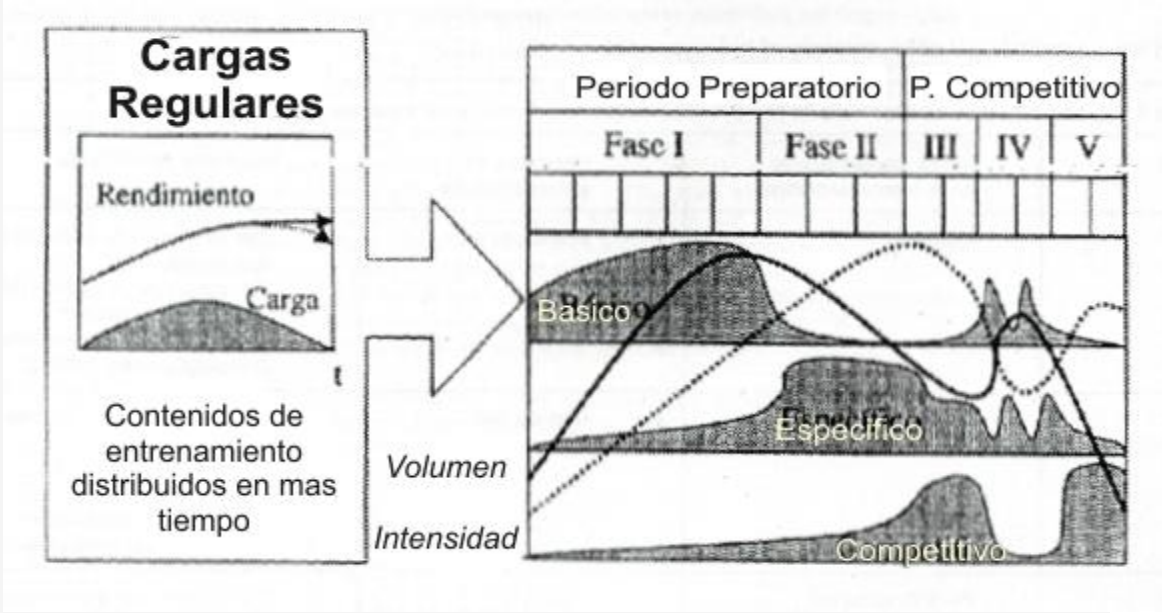 Cargas
Regulares
Rendimiento
Carga
t
Contenidos de
entrenamiento
distribuidos en mas
tiempo
Volumen
Intensidad
Periodo Preparatorio
P. Competitivo
Fase I
Fase II
III
IV
V
Básico
Específico
Competitivo